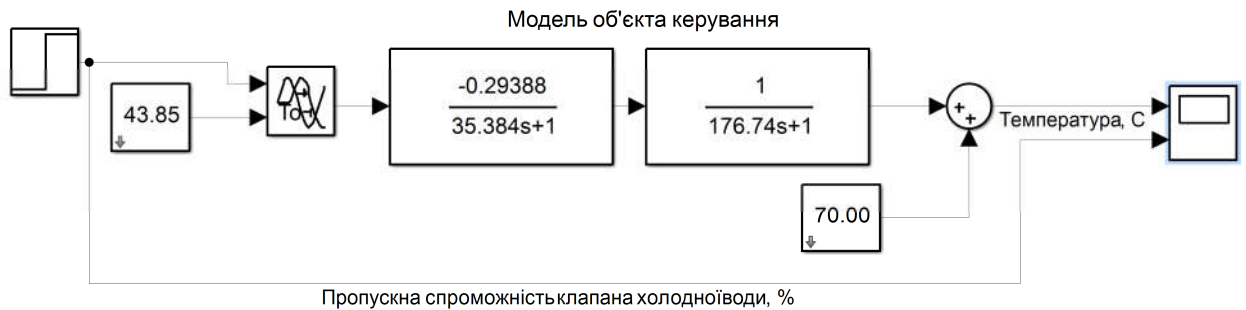 Модель об'єкта керування
43.85
To
-0.29388
35.384s+1
1
176.74s+1
Температура, С
70.00
Пропускна спроможність клапана холодноїводи, %